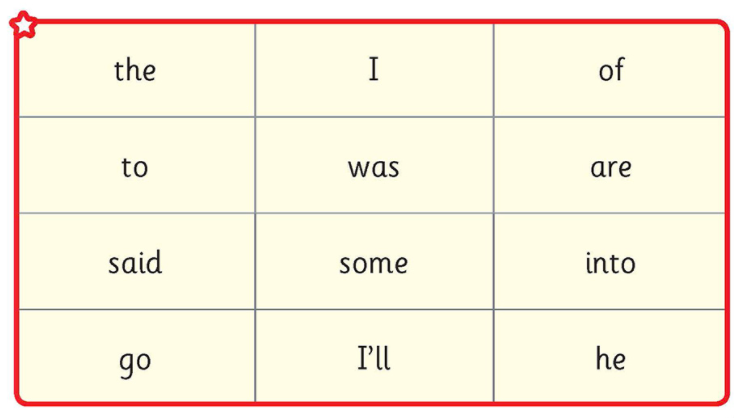 the I of
to was are
said some into
go I’ll he